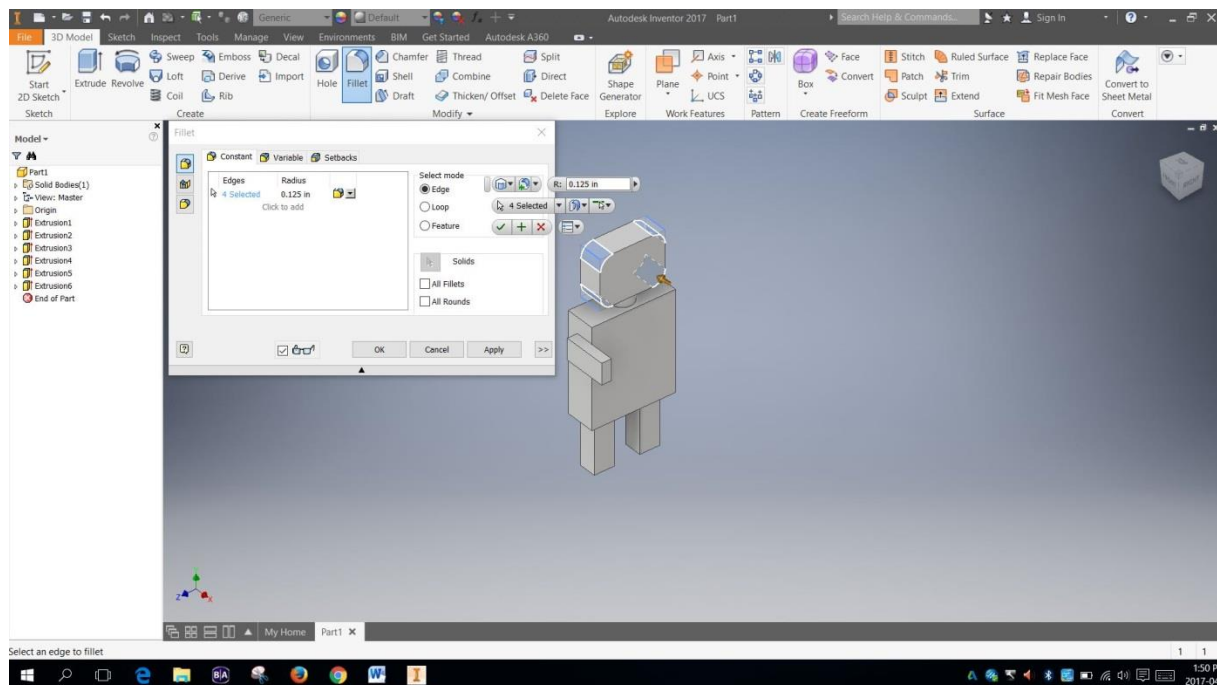 Generic Default Autodesk Inventor 2017 Part1 Search Help & Commands... Sign In
File 3D Model Sketch Inspect Tools Manage View Environments BIM Get Started Autodesk A360
Start 2D Sketch
Extrude Revolve
Sweep Emboss Decal
Loft Derive Import
Coil Rib
Hole Fillet
Chamfer Thread Split
Shell Combine Direct
Draft Thicken/ Offset Delete Face
Shape Generator
Plane
Axis
Point
UCS
Box
Face
Convert
Stitch Ruled Surface Replace Face
Patch Trim Repair Bodies
Sculpt Extend Fit Mesh Face
Convert to Sheet Metal
Sketch Create Modify Explore Work Features Pattern Create Freeform Surface Convert
Model
Part1
Solid Bodies(1)
View: Master
Origin
Extrusion1
Extrusion2
Extrusion3
Extrusion4
Extrusion5
Extrusion6
End of Part
Fillet
Constant Variable Setbacks
Edges Radius
4 Selected 0.125 in
Click to add
Select mode
Edge
Loop
Feature
Solids
All Fillets
All Rounds
OK Cancel Apply >>
R: 0.125 in
4 Selected
Y
Z
X
My Home Part1
Select an edge to fillet 1 1
1:50 P
2017-04